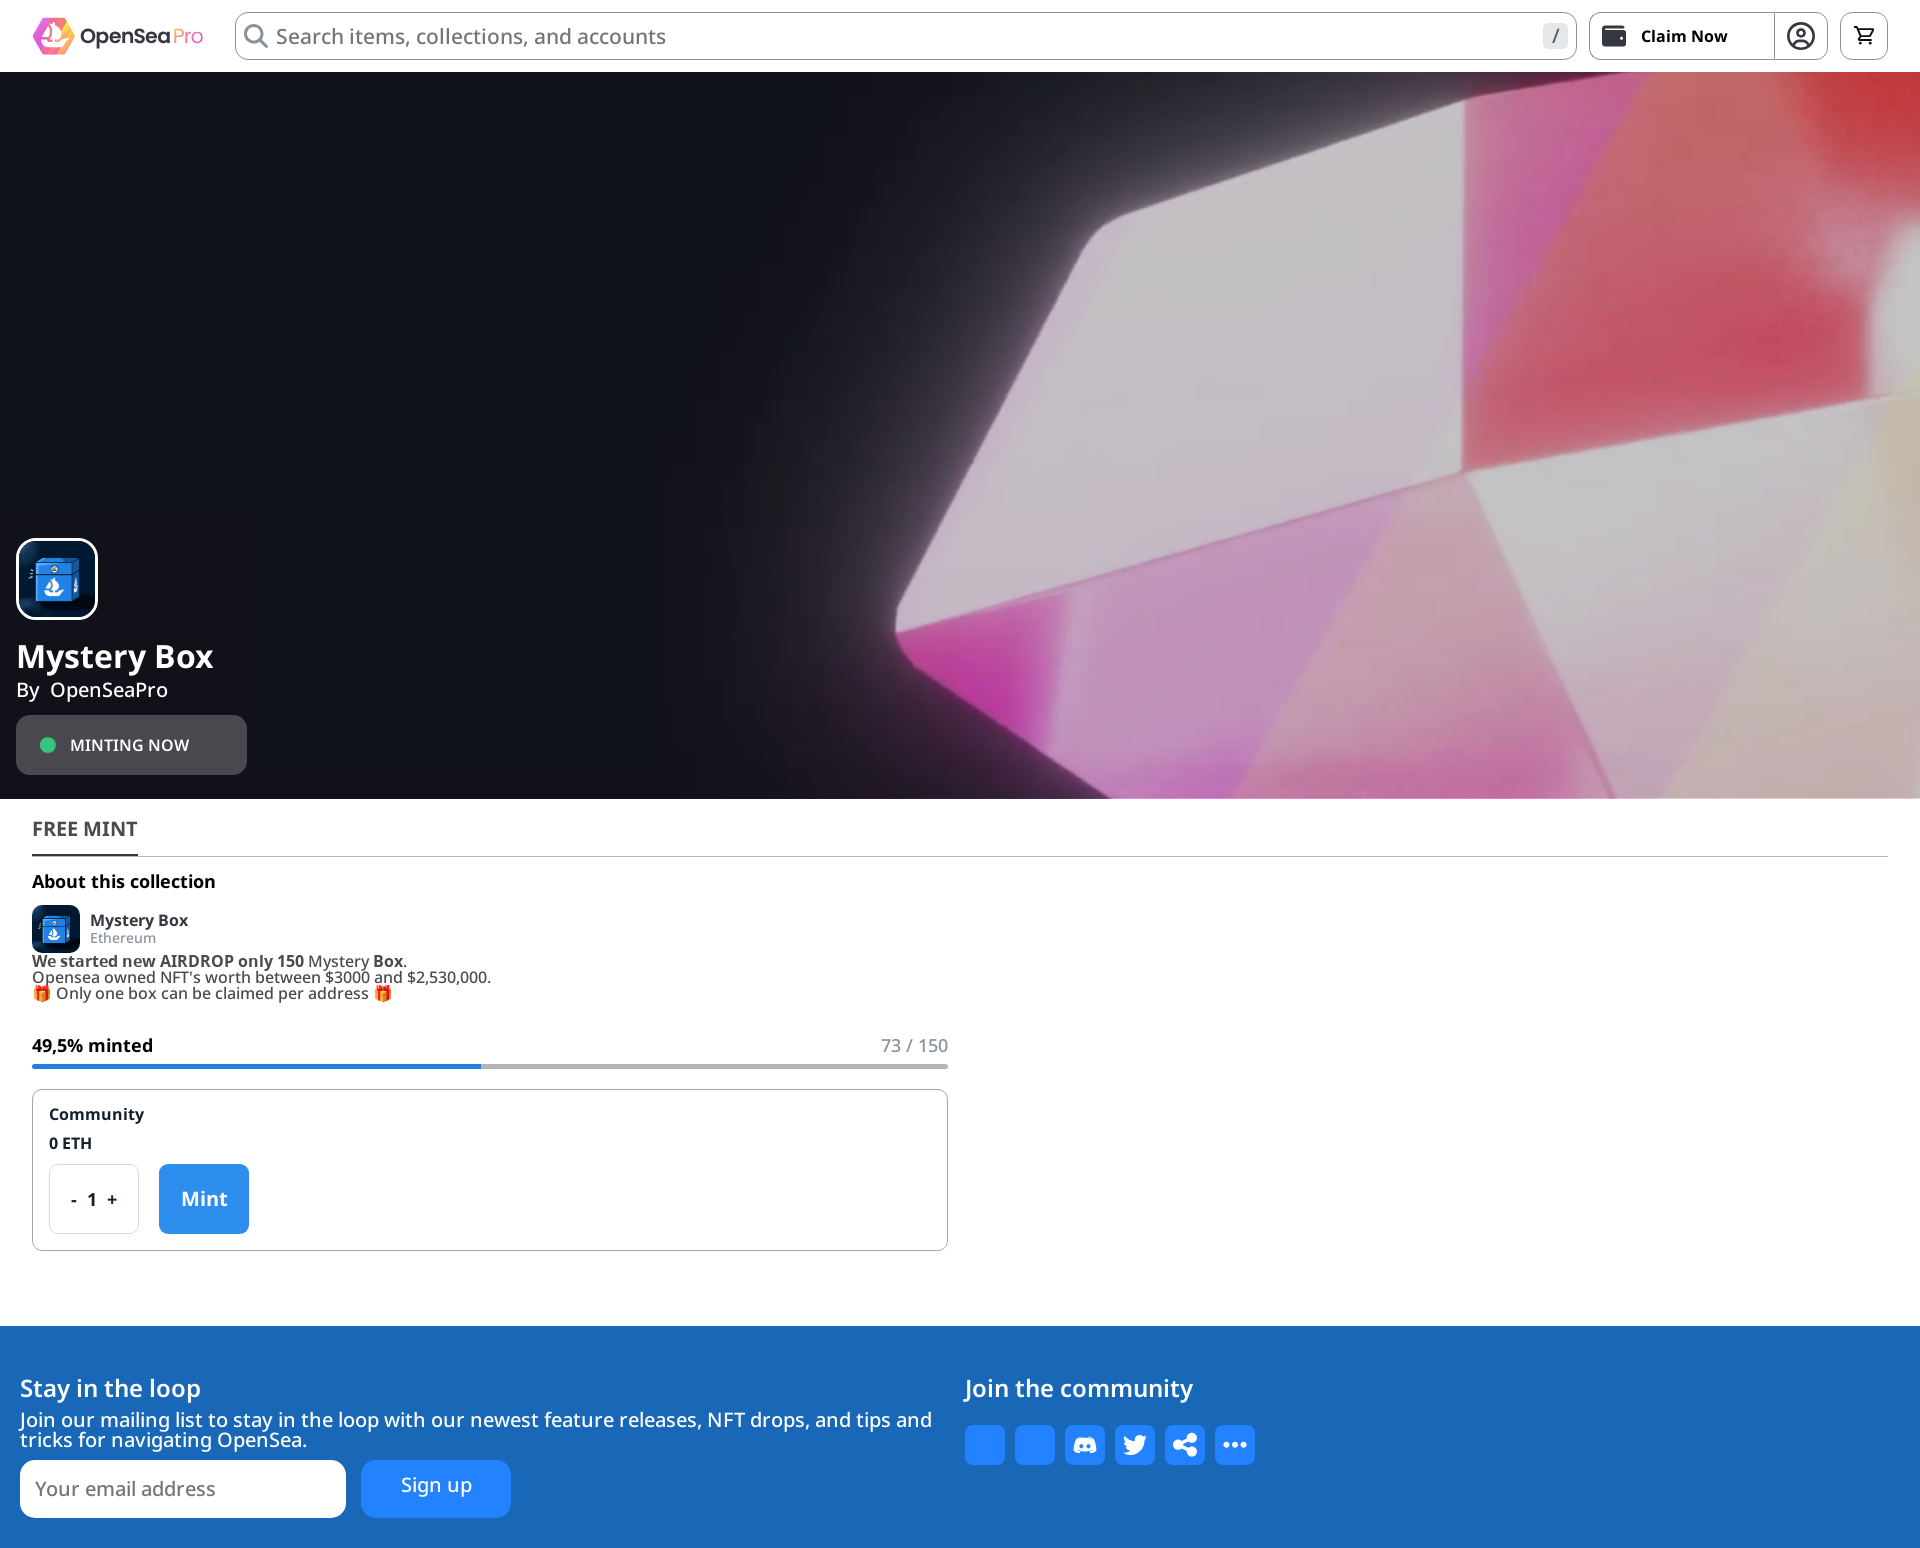 OpenSea Pro
Search items, collections, and accounts
/
Claim Now
Mystery Box
By OpenSeaPro
MINTING NOW
FREE MINT
About this collection
Mystery Box
Ethereum
We started new AIRDROP only 150 Mystery Box.
Opensea owned NFT's worth between $3000 and $2,530,000.
🎁 Only one box can be claimed per address 🎁
49,5% minted
73 / 150
Community
0 ETH
- 1 +
Mint
Stay in the loop
Join our mailing list to stay in the loop with our newest feature releases, NFT drops, and tips and
tricks for navigating OpenSea.
Your email address
Sign up
Join the community